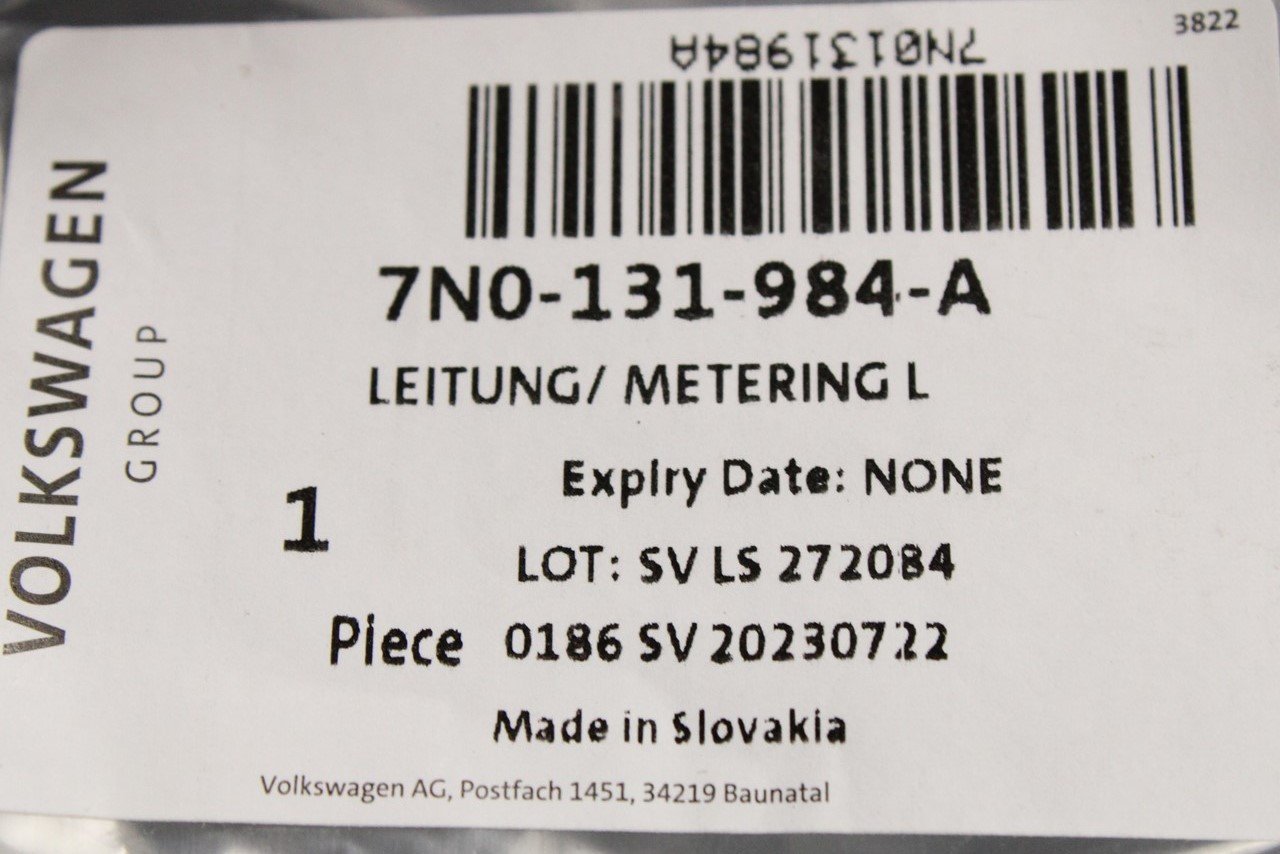 3822
7N0131984A
7N0-131-984-A
LEITUNG/ METERING L
Expiry Date: NONE
1
LOT: SV LS 272084
Piece 0186 SV 20230722
Made in Slovakia
Volkswagen AG, Postfach 1451, 34219 Baunatal
VOLKSWAGEN
GROUP